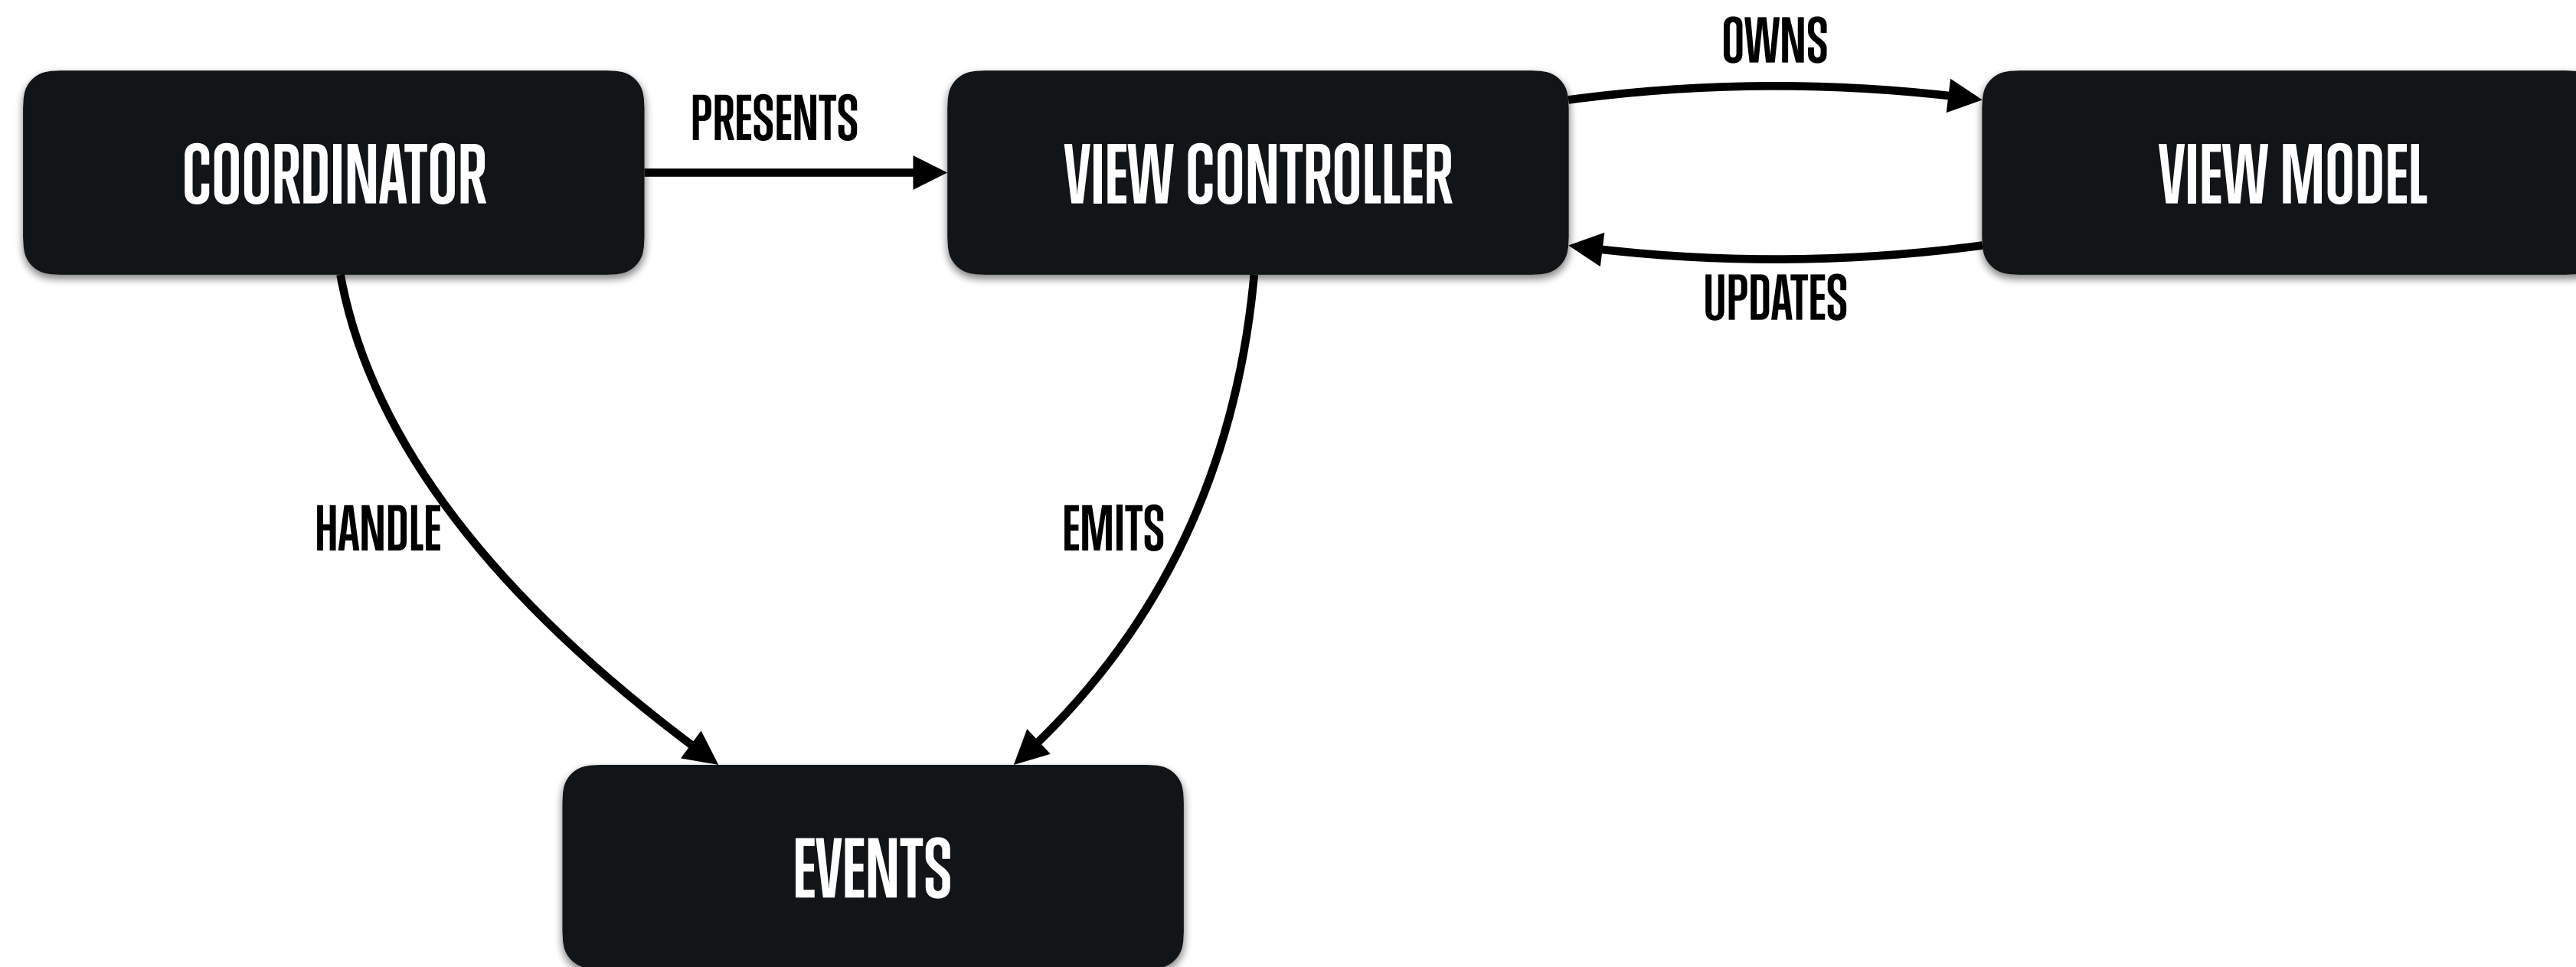 OWNS
PRESENTS
COORDINATOR
VIEW CONTROLLER
VIEW MODEL
UPDATES
HANDLE
EMITS
EVENTS